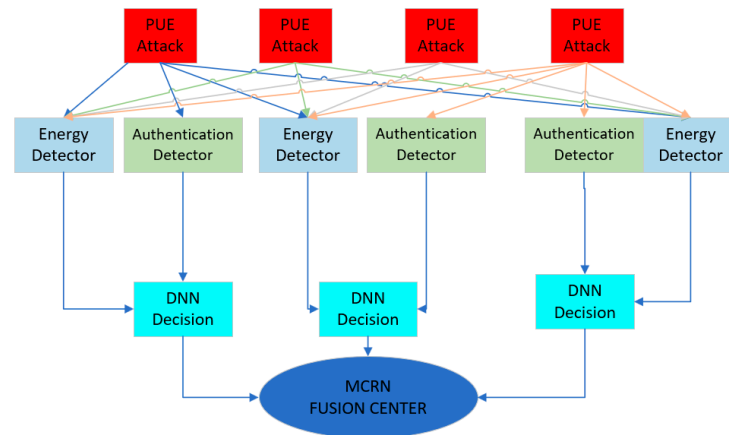 PUE
Attack
PUE
Attack
PUE
Attack
PUE
Attack
Energy
Detector
Authentication
Detector
Energy
Detector
Authentication
Detector
Authentication
Detector
Energy
Detector
DNN
Decision
DNN
Decision
DNN
Decision
MCRN
FUSION CENTER